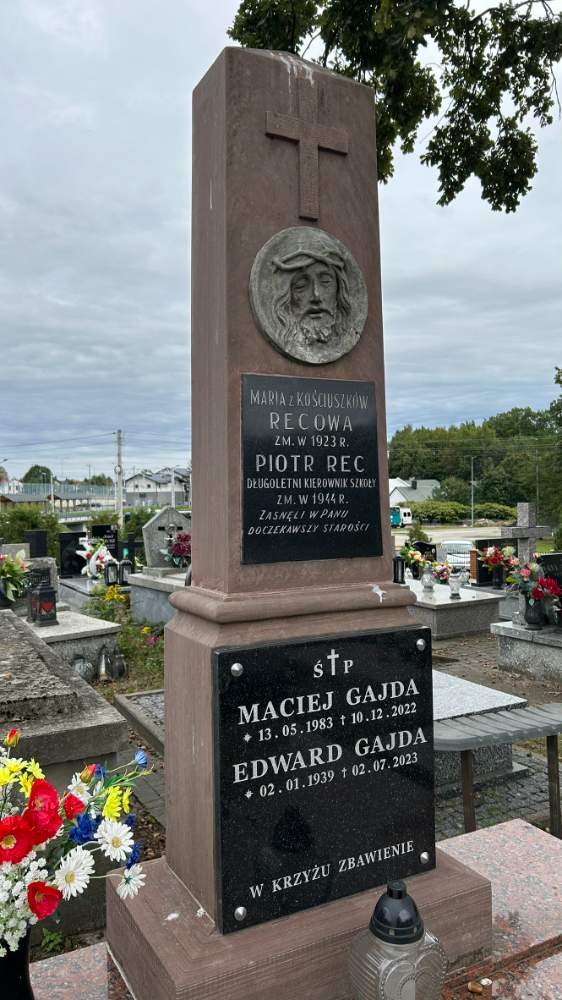 MARIA z KOŚCIUSZKÓW
RECOWA
ZM. W 1923 R.
PIOTR REC
DŁUGOLETNI KIEROWNIK SZKOŁY
ZM. W 1944 R.
ZASNĘLI W PANU
DOCZEKAWSZY STAROŚCI
Ś†P
MACIEJ GAJDA
* 13. 05. 1983 † 10. 12. 2022
EDWARD GAJDA
* 02. 01. 1939 † 02. 07. 2023
W KRZYŻU ZBAWIENIE